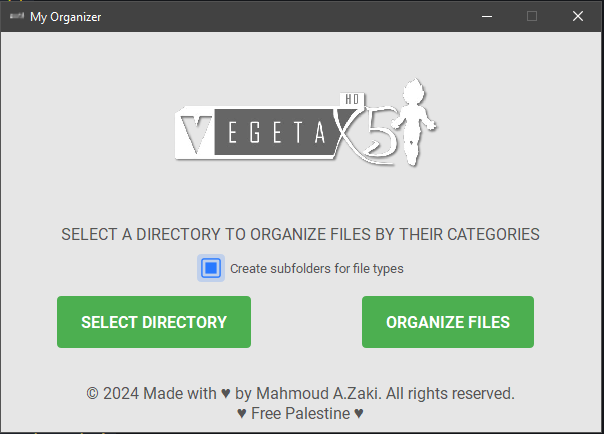 My Organizer
HD
VEGETA X51
SELECT A DIRECTORY TO ORGANIZE FILES BY THEIR CATEGORIES
Create subfolders for file types
SELECT DIRECTORY
ORGANIZE FILES
© 2024 Made with ♥ by Mahmoud A.Zaki. All rights reserved.
♥ Free Palestine ♥